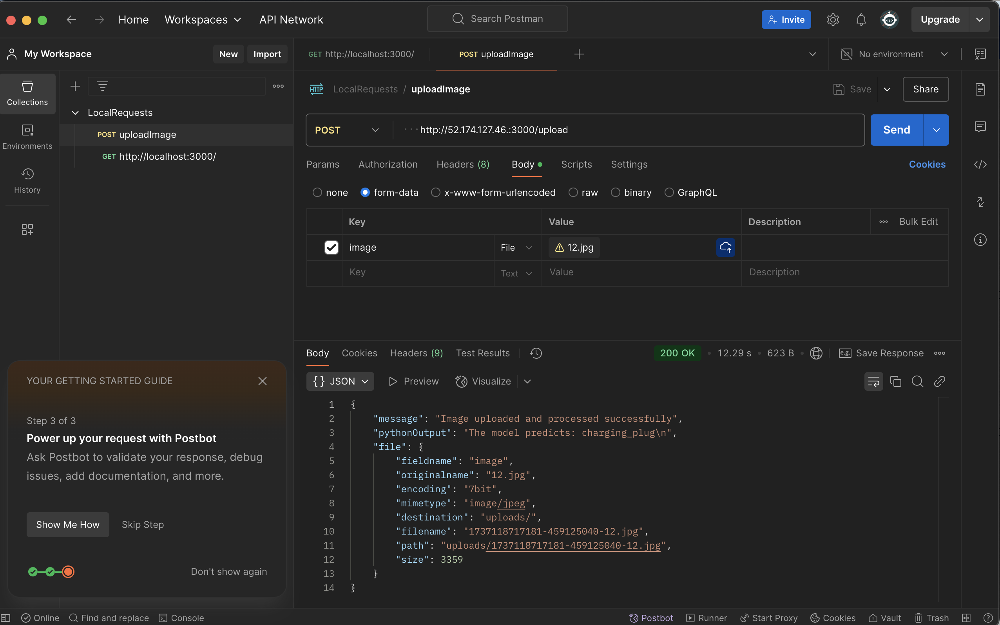 Home Workspaces API Network Search Postman Invite Upgrade
My Workspace New Import GET http://localhost:3000/ POST uploadImage No environment
Collections
Environments
History
LocalRequests
POST uploadImage
GET http://localhost:3000/
HTTP LocalRequests / uploadImage Save Share
POST http://52.174.127.46.:3000/upload Send
Params Authorization Headers (8) Body Scripts Settings Cookies
none form-data x-www-form-urlencoded raw binary GraphQL
Key Value Description Bulk Edit
image File 12.jpg
Key Text Value Description
Body Cookies Headers (9) Test Results 200 OK • 12.29 s • 623 B • e.g. Save Response
{} JSON Preview Visualize
1 {
2 "message": "Image uploaded and processed successfully",
3 "pythonOutput": "The model predicts: charging_plug\n",
4 "file": {
5 "fieldname": "image",
6 "originalname": "12.jpg",
7 "encoding": "7bit",
8 "mimetype": "image/jpeg",
9 "destination": "uploads/",
10 "filename": "1737118717181-459125040-12.jpg",
11 "path": "uploads/1737118717181-459125040-12.jpg",
12 "size": 3359
13 }
14 }
YOUR GETTING STARTED GUIDE
Step 3 of 3
Power up your request with Postbot
Ask Postbot to validate your response, debug
issues, add documentation, and more.
Show Me How Skip Step
Don't show again
Online Find and replace Console Postbot Runner Start Proxy Cookies Vault Trash